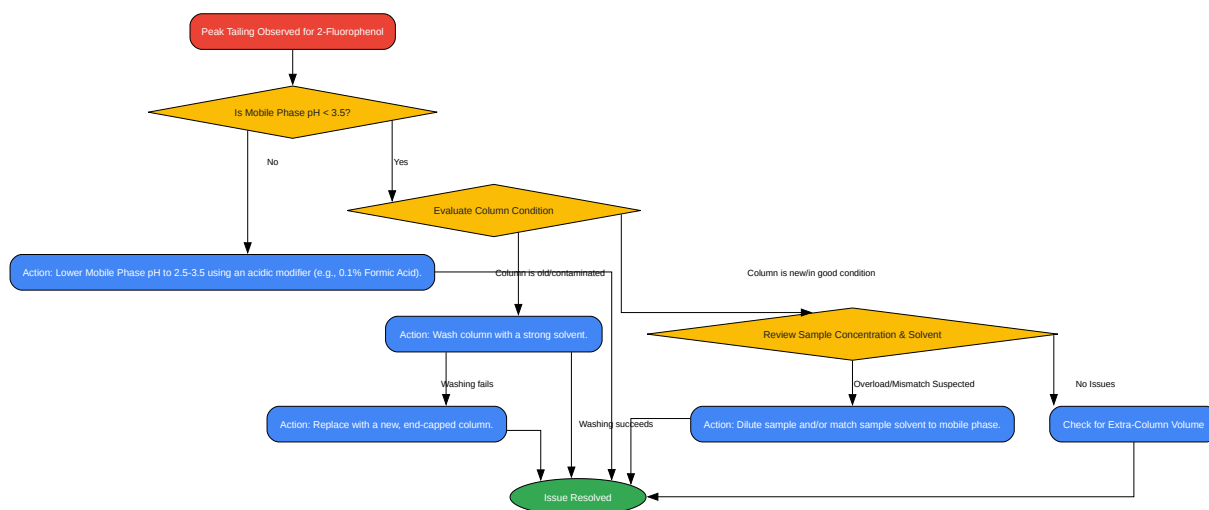 Peak Tailing Observed for 2-Fluorophenol
Is Mobile Phase pH < 3.5?
No
Yes
Evaluate Column Condition
Action: Lower Mobile Phase pH to 2.5-3.5 using an acidic modifier (e.g., 0.1% Formic Acid).
Column is old/contaminated
Column is new/in good condition
Action: Wash column with a strong solvent.
Review Sample Concentration & Solvent
Washing fails
Overload/Mismatch Suspected
No Issues
Action: Replace with a new, end-capped column.
Washing succeeds
Action: Dilute sample and/or match sample solvent to mobile phase.
Check for Extra-Column Volume
Issue Resolved